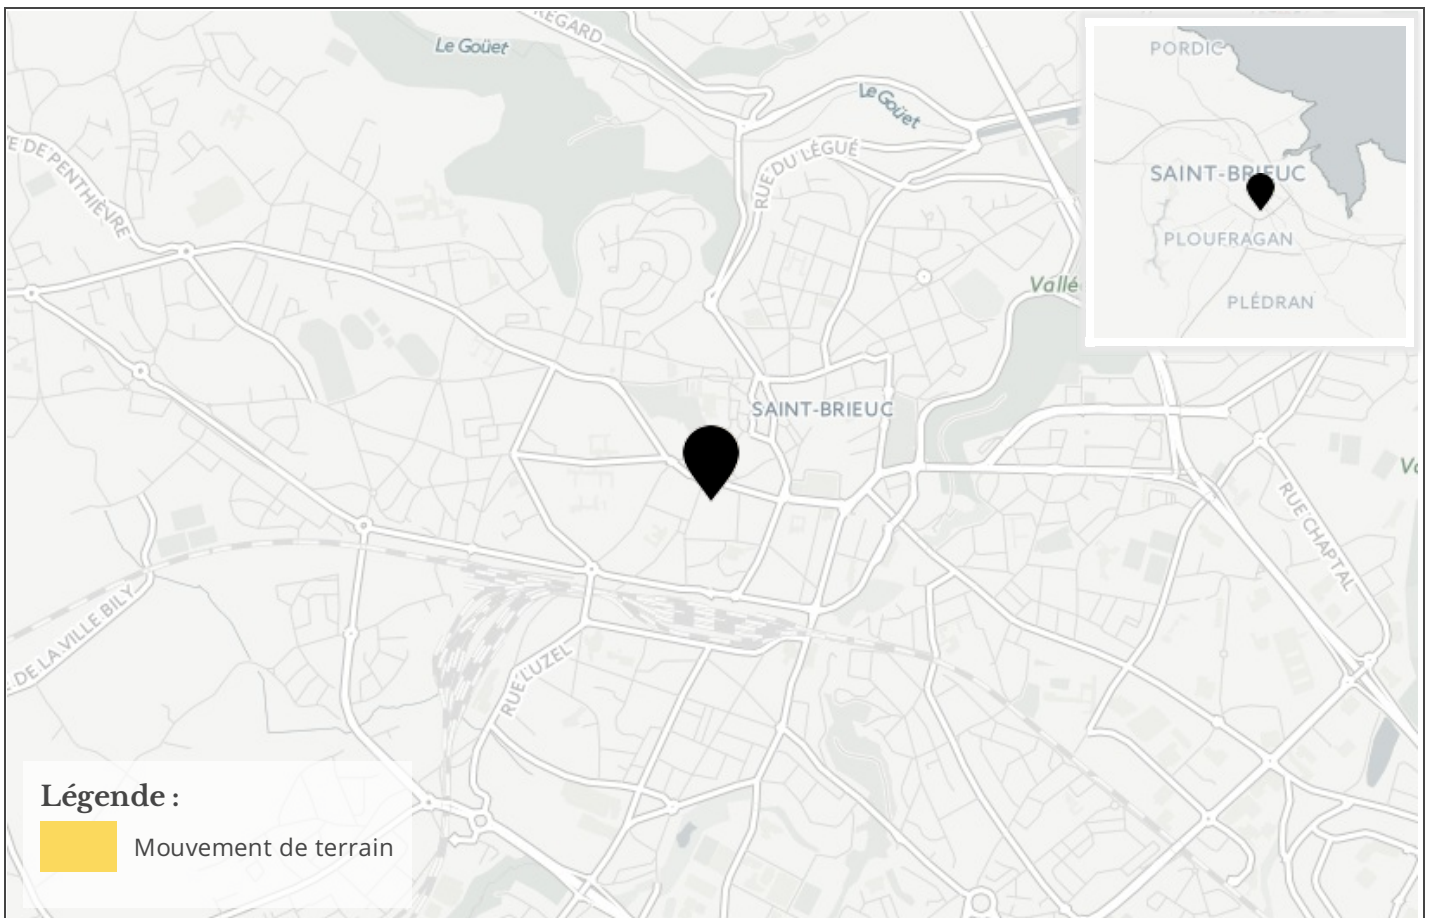 REGARD
Le Goüet
Le Goüet
RUE DU LÉGUÉ
E DE PENTHIÈVRE
Vallé
SAINT-BRIEUC
RUE CHAPTAL
DE LA VILLE BILY
RUE LUZEL
PORDIC
SAINT-BRIEUC
PLOUFRAGAN
PLÉDRAN
Légende :
Mouvement de terrain